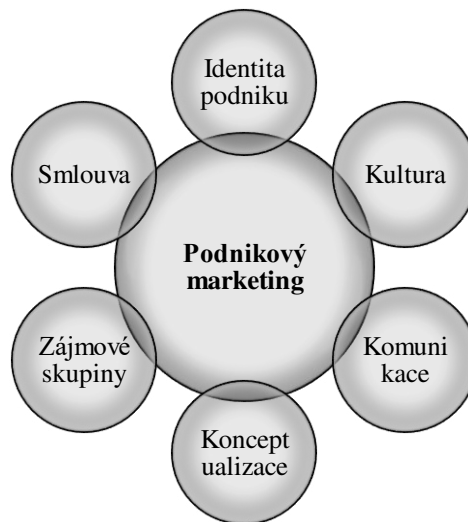 Identita
podniku
Smlouva
Kultura
Podnikový
marketing
Zájmové
skupiny
Komuni
kace
Koncept
ualizace